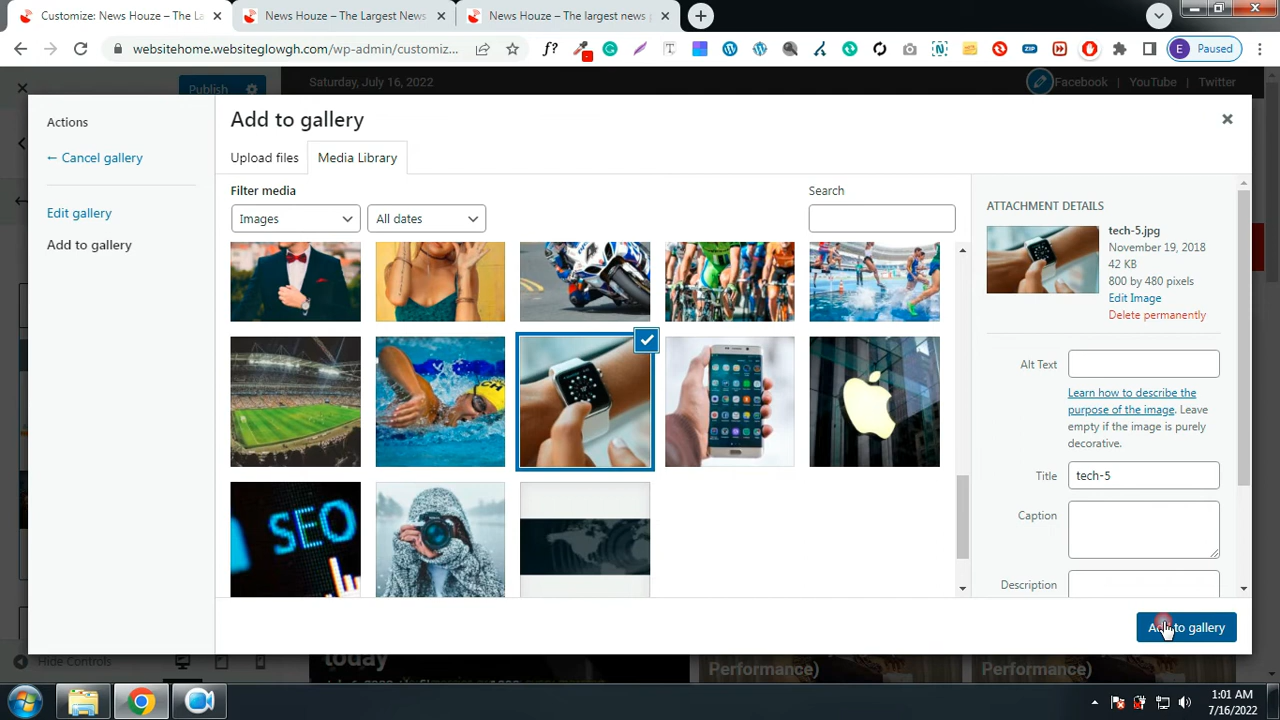 Customize: News Houze – The La
News Houze – The Largest News
News Houze – The largest news
websitehome.websiteglowgh.com/wp-admin/customiz...
f?
T
N
ZIP
E
Paused
Publish
Saturday, July 16, 2022
Facebook | YouTube | Twitter
Actions
← Cancel gallery
Edit gallery
Add to gallery
Add to gallery
Upload files
Media Library
Filter media
Search
Images
All dates
SEO
ATTACHMENT DETAILS
tech-5.jpg
November 19, 2018
42 KB
800 by 480 pixels
Edit Image
Delete permanently
Alt Text
Learn how to describe the
purpose of the image. Leave
empty if the image is purely
decorative.
Title
tech-5
Caption
Description
Add to gallery
Hide Controls
today
Performance)
Performance)
1:01 AM
7/16/2022